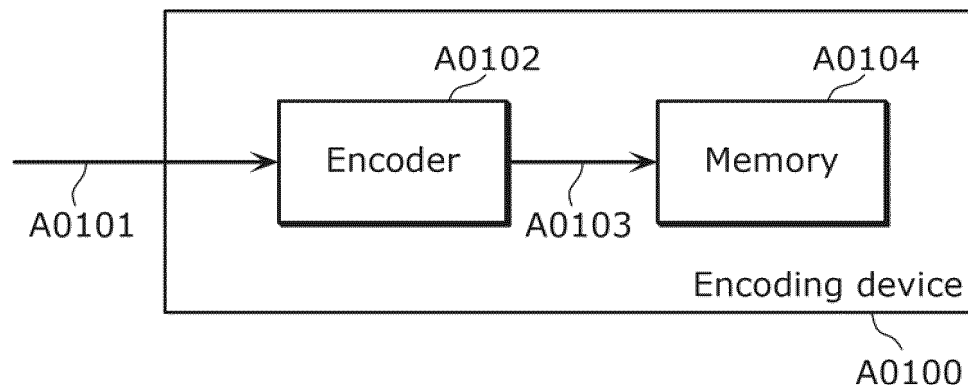 A0102
A0104
Encoder
Memory
A0101
A0103
Encoding device
A0100